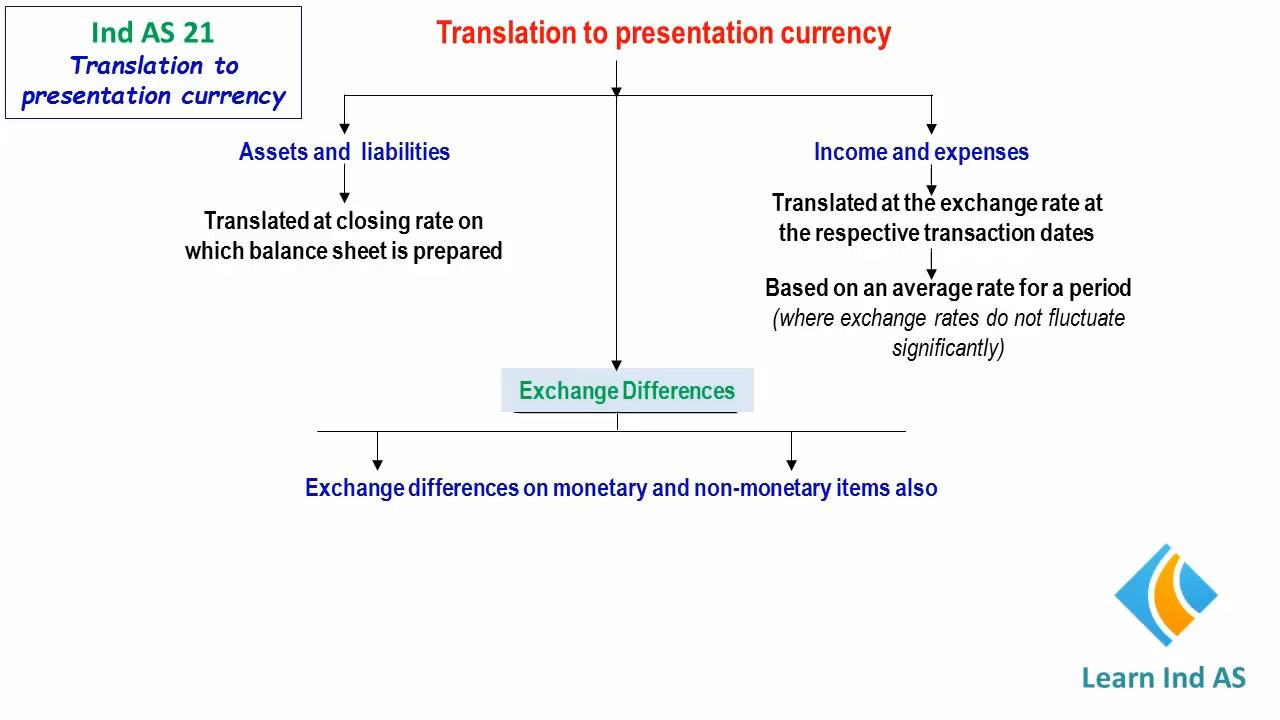 Ind AS 21
Translation to
presentation currency
Translation to presentation currency
Assets and liabilities
Translated at closing rate on
which balance sheet is prepared
Income and expenses
Translated at the exchange rate at
the respective transaction dates
Based on an average rate for a period
(where exchange rates do not fluctuate
significantly)
Exchange Differences
Exchange differences on monetary and non-monetary items also
Learn Ind AS